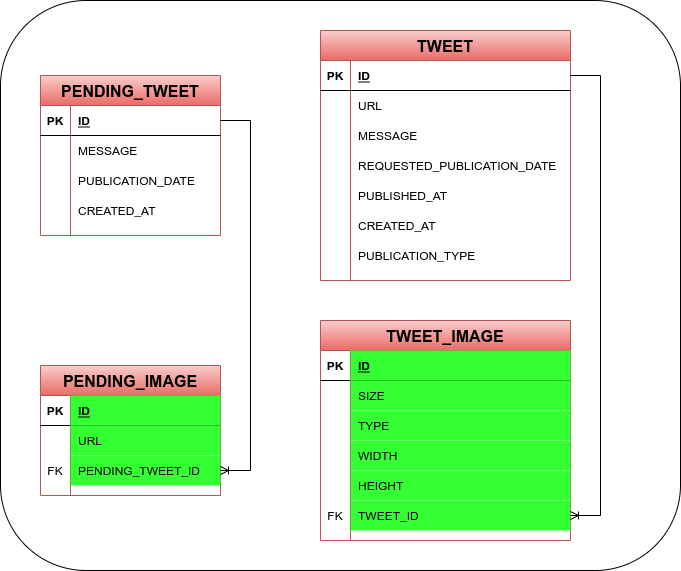 PENDING_TWEET
PK ID
MESSAGE
PUBLICATION_DATE
CREATED_AT
TWEET
PK ID
URL
MESSAGE
REQUESTED_PUBLICATION_DATE
PUBLISHED_AT
CREATED_AT
PUBLICATION_TYPE
PENDING_IMAGE
PK ID
URL
FK PENDING_TWEET_ID
TWEET_IMAGE
PK ID
SIZE
TYPE
WIDTH
HEIGHT
FK TWEET_ID